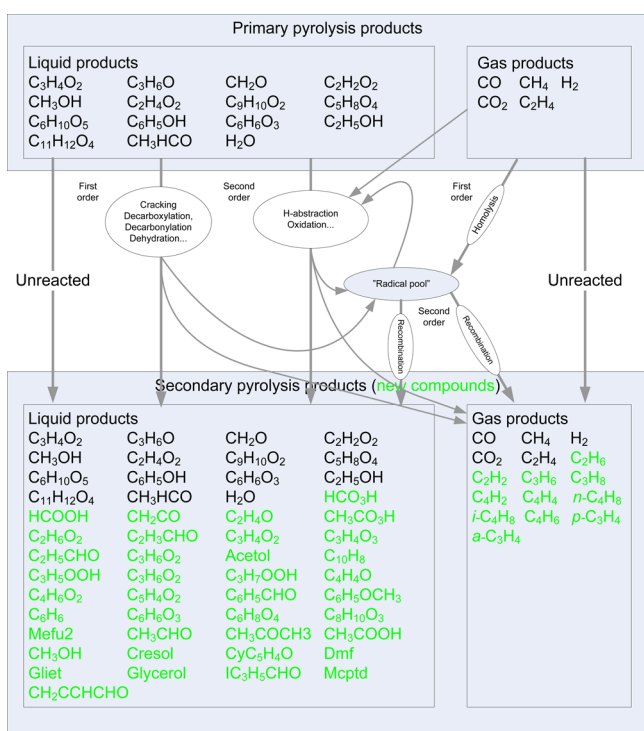 Primary pyrolysis products
Liquid products
C₃H₄O₂ C₃H₆O CH₂O C₂H₂O₂
CH₃OH C₂H₄O₂ C₉H₁₀O₂ C₅H₈O₄
C₆H₁₀O₅ C₆H₅OH C₆H₆O₃ C₂H₅OH
C₁₁H₁₂O₄ CH₃HCO H₂O
Gas products
CO CH₄ H₂
CO₂ C₂H₄
First
order
Cracking
Decarboxylation,
Decarbonylation
Dehydration...
Second
order
H-abstraction
Oxidation...
First
order
Homolysis
Unreacted
"Radical pool"
Unreacted
Second
order
Recombination
Recombination
Secondary pyrolysis products (new compounds)
Liquid products
C₃H₄O₂ C₃H₆O CH₂O C₂H₂O₂
CH₃OH C₂H₄O₂ C₉H₁₀O₂ C₅H₈O₄
C₆H₁₀O₅ C₆H₅OH C₆H₆O₃ C₂H₅OH
C₁₁H₁₂O₄ CH₃HCO H₂O HCO₃H
HCOOH CH₂CO C₂H₄O CH₃CO₃H
C₂H₆O₂ C₂H₃CHO C₃H₄O₂ C₃H₄O₃
C₂H₅CHO C₃H₆O₂ Acetol C₁₀H₈
C₃H₅OOH C₃H₆O₂ C₃H₇OOH C₄H₄O
C₄H₆O₂ C₅H₄O₂ C₆H₅CHO C₆H₅OCH₃
C₆H₆ C₆H₆O₃ C₆H₈O₄ C₈H₁₀O₃
Mefu2 CH₃CHO CH₃COCH3 CH₃COOH
CH₃OH Cresol CyC₅H₄O Dmf
Gliet Glycerol IC₃H₅CHO Mcptd
CH₂CCHCHO
Gas products
CO CH₄ H₂
CO₂ C₂H₄ C₂H₆
C₂H₂ C₃H₆ C₃H₈
C₄H₂ C₄H₄ n-C₄H₈
i-C₄H₈ C₄H₆ p-C₃H₄
a-C₃H₄